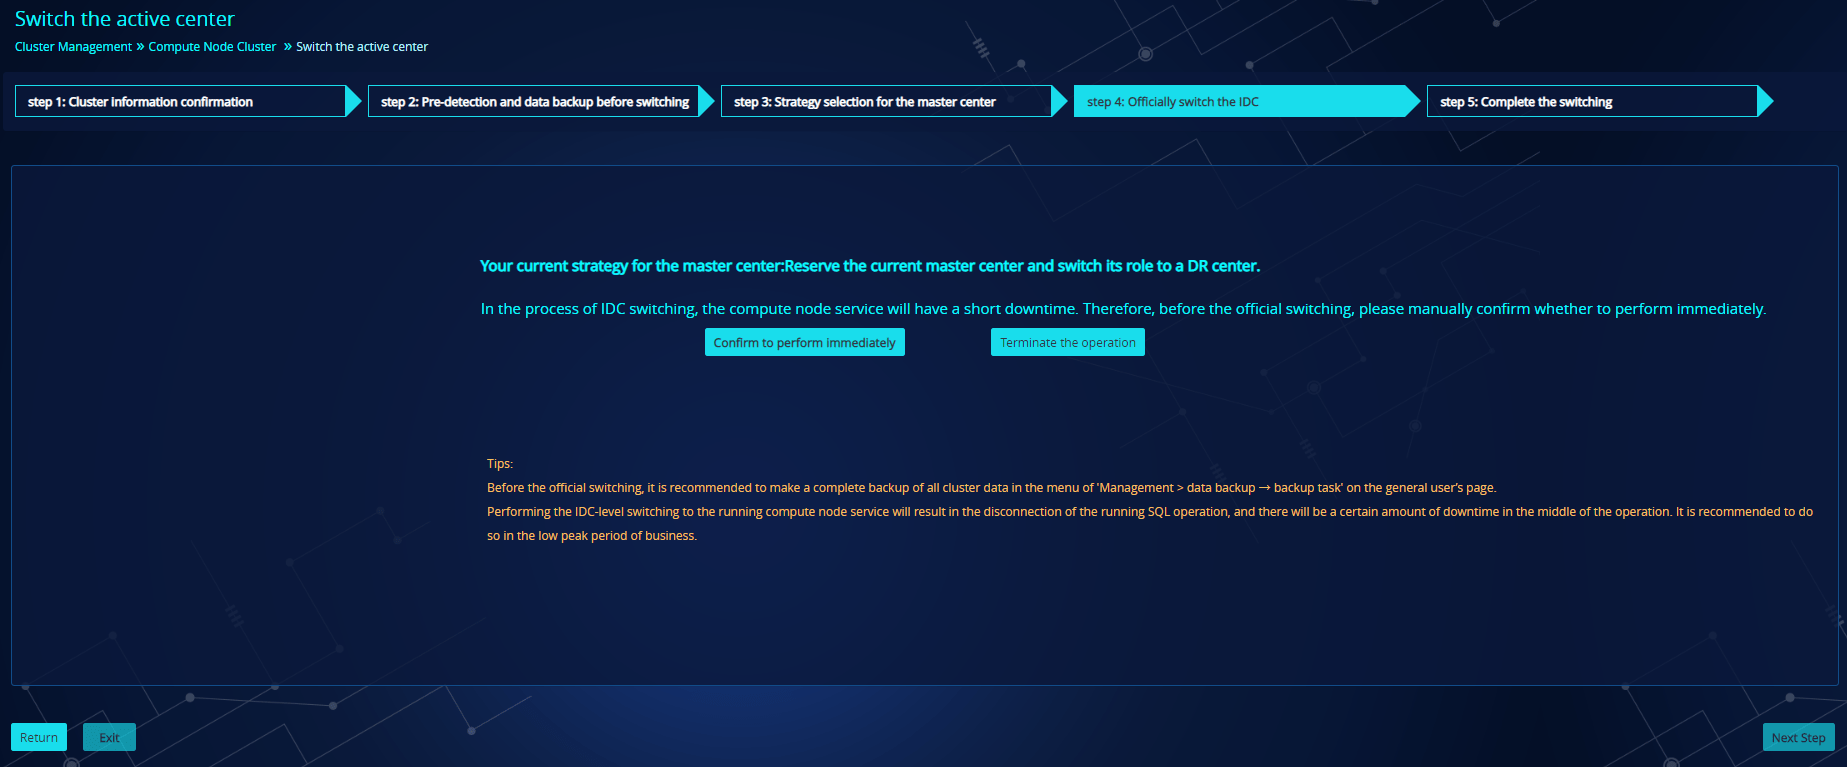 Switch the active center
Cluster Management » Compute Node Cluster » Switch the active center
step 1: Cluster information confirmation
step 2: Pre-detection and data backup before switching
step 3: Strategy selection for the master center
step 4: Officially switch the IDC
step 5: Complete the switching
Your current strategy for the master center:Reserve the current master center and switch its role to a DR center.
In the process of IDC switching, the compute node service will have a short downtime. Therefore, before the official switching, please manually confirm whether to perform immediately.
Confirm to perform immediately
Terminate the operation
Tips:
Before the official switching, it is recommended to make a complete backup of all cluster data in the menu of 'Management > data backup → backup task' on the general user's page.
Performing the IDC-level switching to the running compute node service will result in the disconnection of the running SQL operation, and there will be a certain amount of downtime in the middle of the operation. It is recommended to do
so in the low peak period of business.
Return
Exit
Next Step